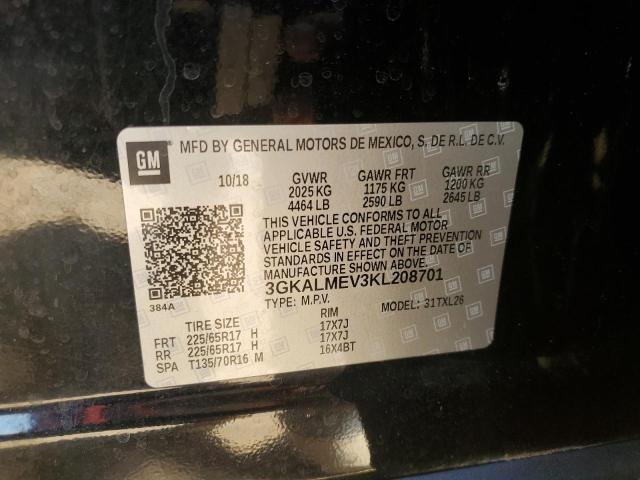 GM
MFD BY GENERAL MOTORS DE MEXICO, S. DE R.L. DE C.V.
10/18 GVWR GAWR FRT GAWR RR
2025 KG 1175 KG 1200 KG
4464 LB 2590 LB 2645 LB
THIS VEHICLE CONFORMS TO ALL
APPLICABLE U.S. FEDERAL MOTOR
VEHICLE SAFETY AND THEFT PREVENTION
STANDARDS IN EFFECT ON THE DATE OF
MANUFACTURE SHOWN ABOVE.
384A
3GKALMEV3KL208701
TYPE: M.P.V. MODEL: 31TXL26
TIRE SIZE RIM
FRT 225/65R17 H 17X7J
RR 225/65R17 H 17X7J
SPA T135/70R16 M 16X4BT